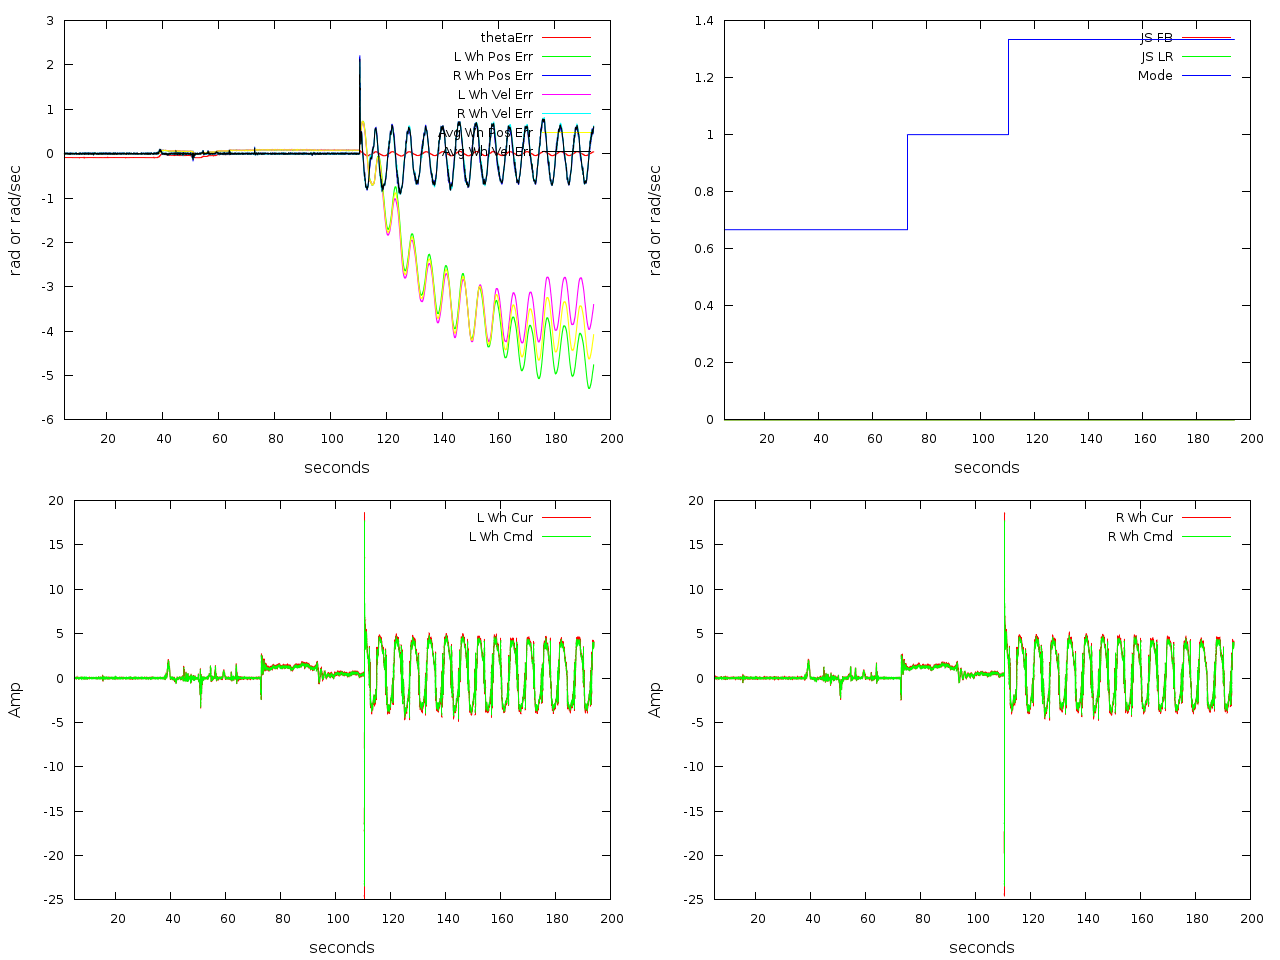 3
2
1
0
-1
-2
-3
-4
-5
-6
rad or rad/sec
thetaErr
L Wh Pos Err
R Wh Pos Err
L Wh Vel Err
R Wh Vel Err
Avg Wh Pos Err
Avg Wh Vel Err
20 40 60 80 100 120 140 160 180 200
seconds
1.4
1.2
1
0.8
0.6
0.4
0.2
0
rad or rad/sec
JS FB
JS LR
Mode
20 40 60 80 100 120 140 160 180 200
seconds
20
15
10
5
0
-5
-10
-15
-20
-25
Amp
L Wh Cur
L Wh Cmd
20 40 60 80 100 120 140 160 180 200
seconds
20
15
10
5
0
-5
-10
-15
-20
-25
Amp
R Wh Cur
R Wh Cmd
20 40 60 80 100 120 140 160 180 200
seconds